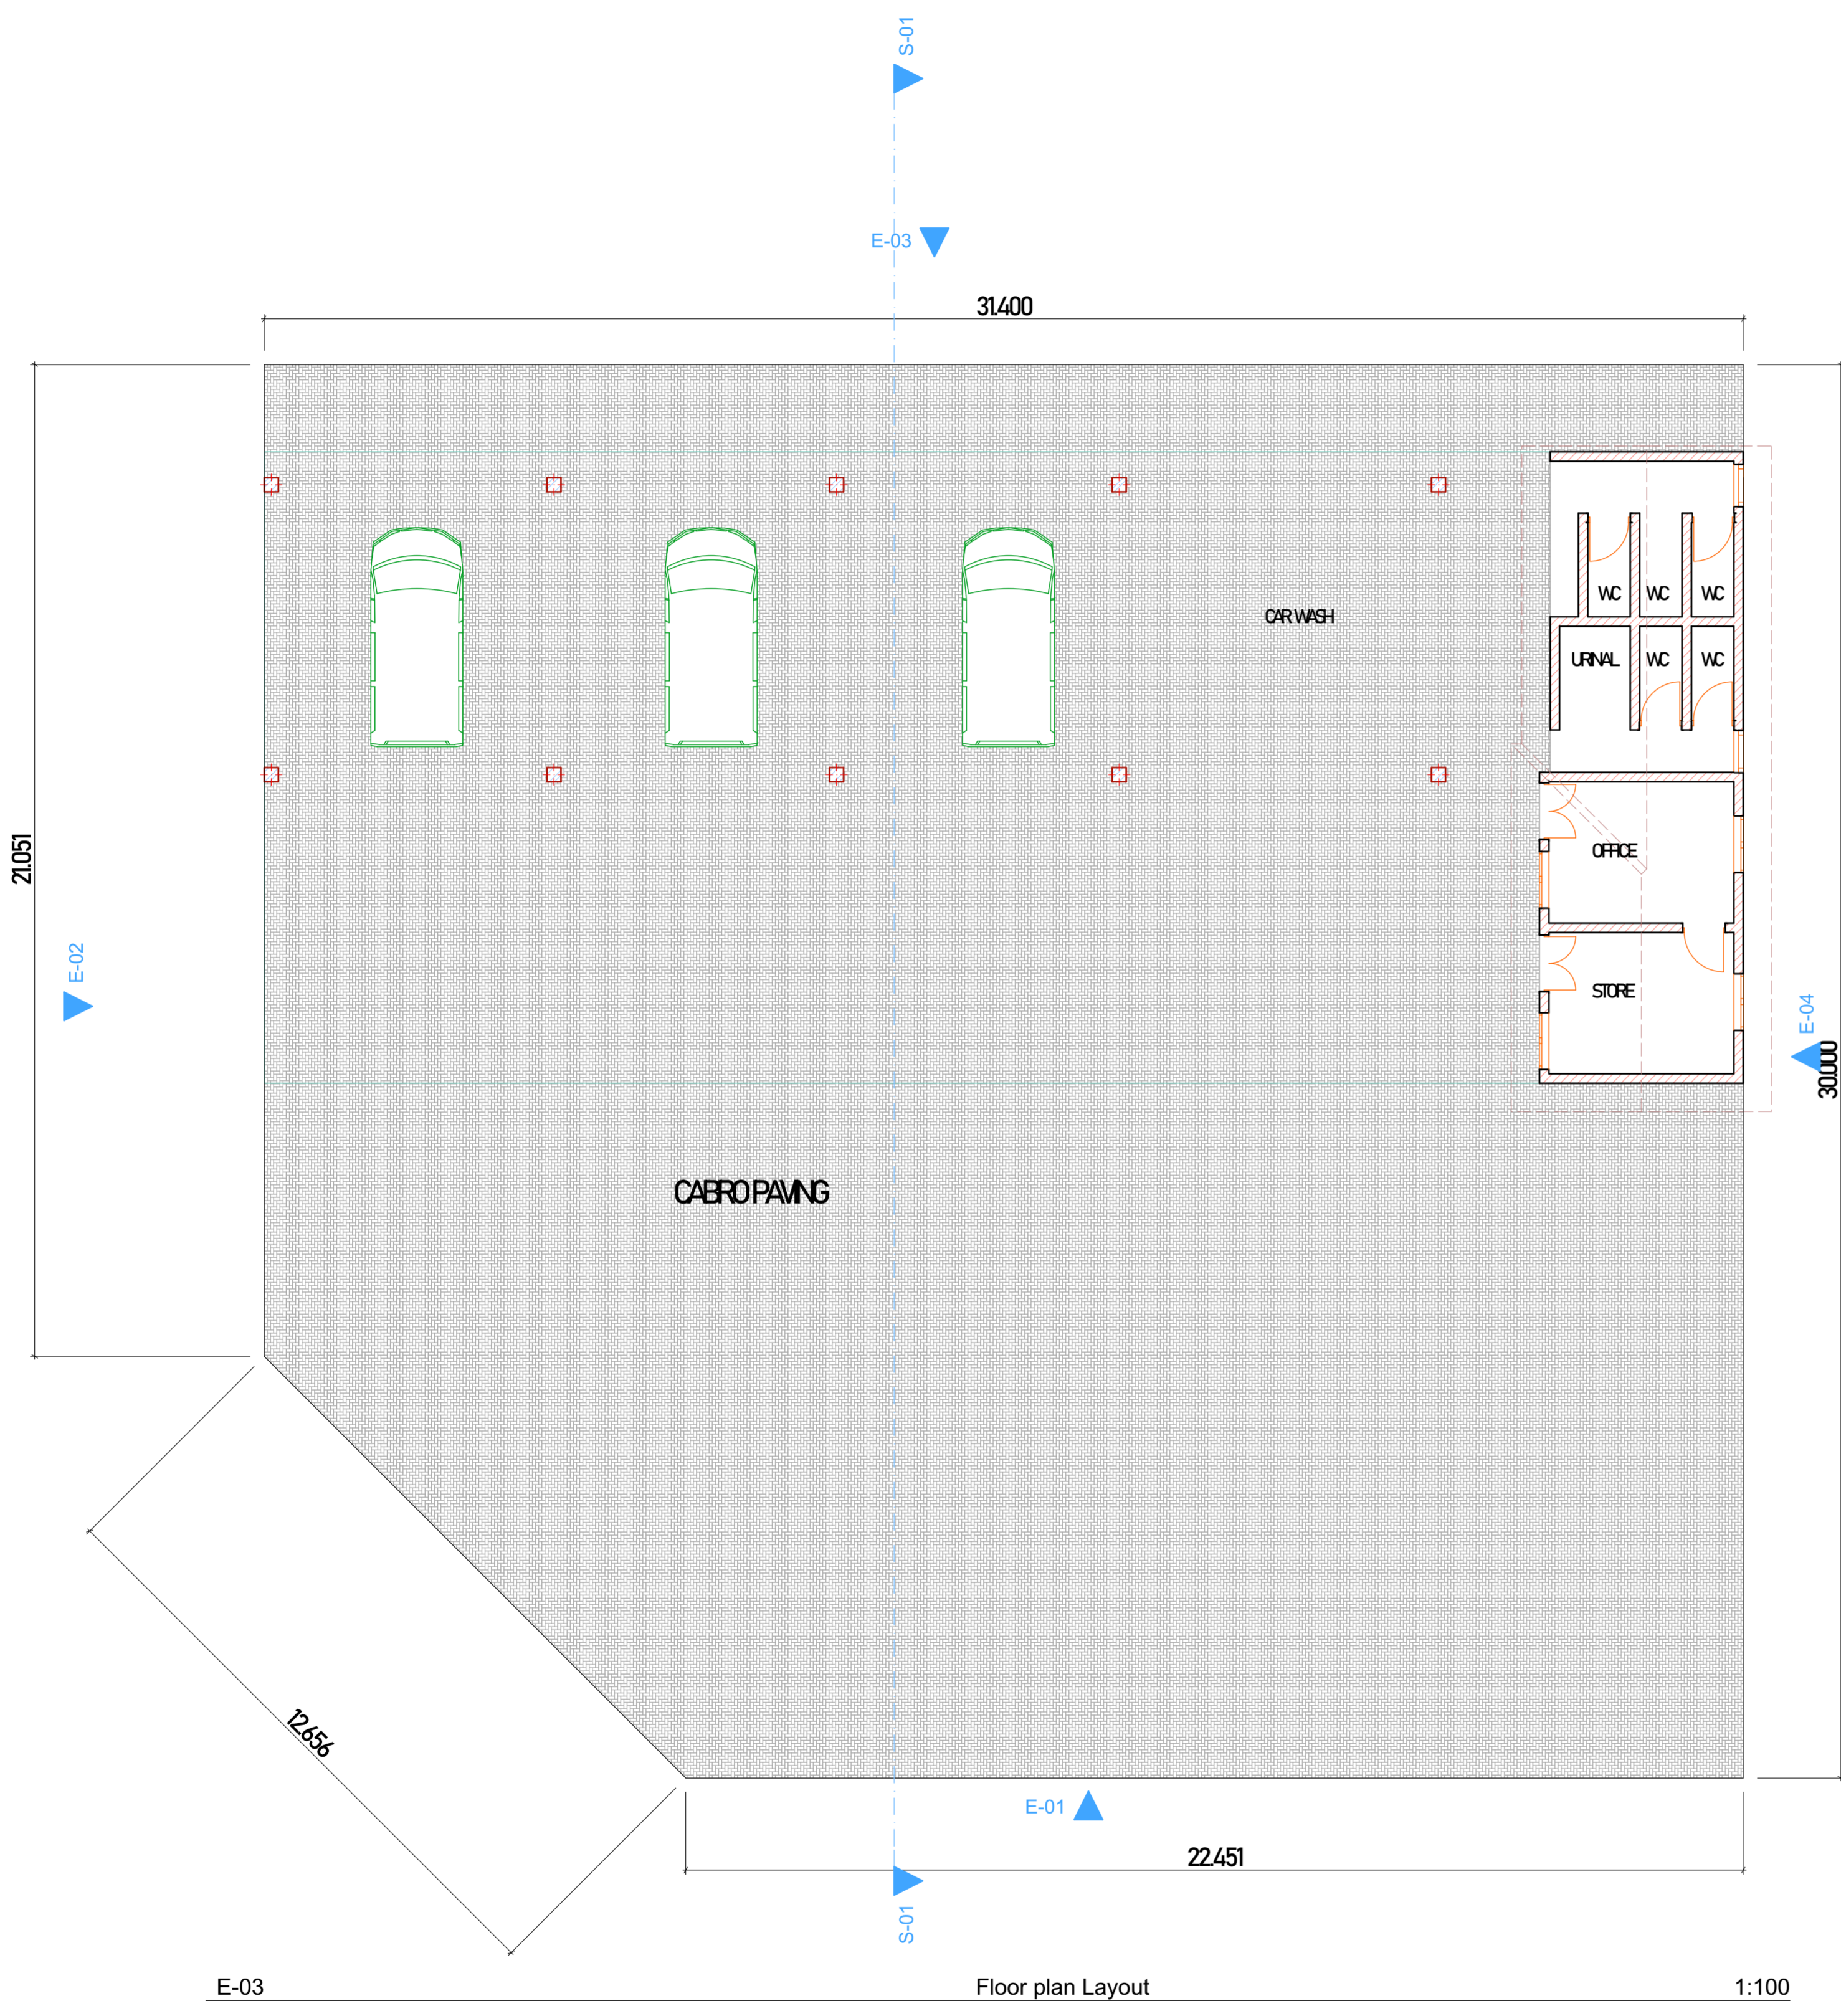 S-01
E-03
31.400
CAR WASH
WC
WC
WC
URINAL
WC
WC
21.051
OFFICE
E-02
STORE
E-04
30.000
CABRO PAVING
12.656
E-01
22.451
S-01
E-03
Floor plan Layout
1:100